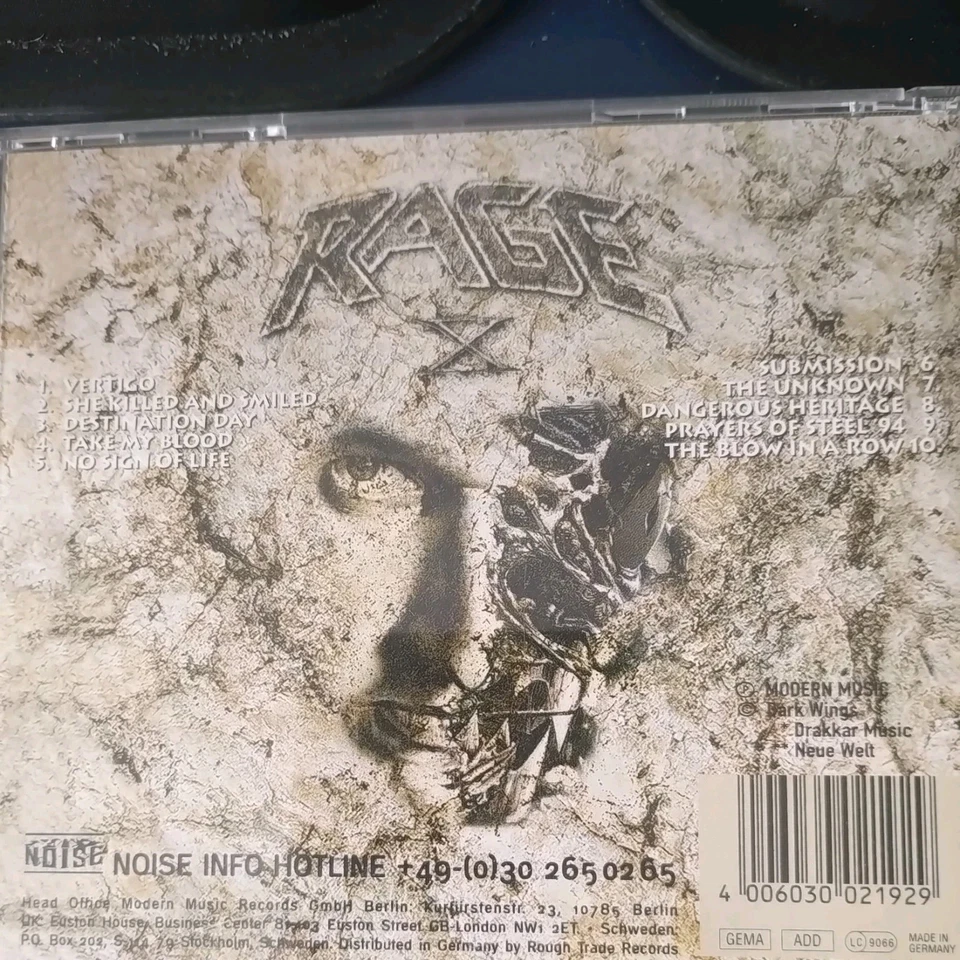 RAGE
X
1. VERTIGO
2. SHE KILLED AND SMILED
3. DESTINATION DAY
4. TAKE MY BLOOD
5. NO SIGN OF LIFE
SUBMISSION 6.
THE UNKNOWN 7.
DANGEROUS HERITAGE 8.
PRAYERS OF STEEL '94 9.
THE BLOW IN A ROW 10.
℗ MODERN MUSIC
© Dark Wings
Drakkar Music
Neue Welt
NOISE
NOISE INFO HOTLINE +49-(0)30 265 02 65
Head Office Modern Music Records GmbH Berlin: Kurfürstenstr. 23, 10785 Berlin
UK: Euston House, Business Center 81-103 Euston Street GB-London NW1 2ET • Schweden:
P.O. Box 202, 79 Stockholm, Schweden. Distributed in Germany by Rough Trade Records
4 006030 021929
GEMA ADD LC 9066 MADE IN GERMANY